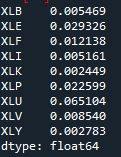 XLB 0.005469
XLE 0.029326
XLF 0.012138
XLI 0.005161
XLK 0.002449
XLP 0.022599
XLU 0.065104
XLV 0.008540
XLY 0.002783
dtype: float64